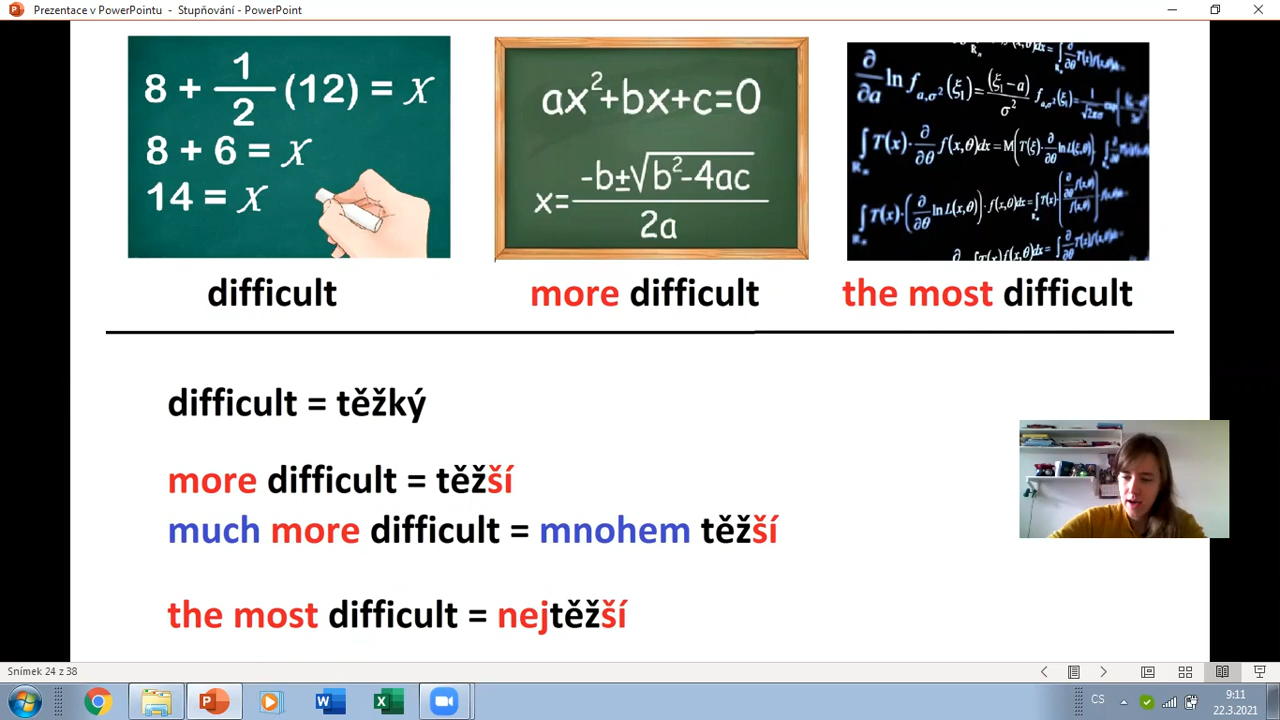 Prezentace v PowerPointu - Stupňování - PowerPoint
8 + 1/2 (12) = x
8 + 6 = x
14 = x
ax²+bx+c=0
x= -b±√b²-4ac / 2a
difficult
more difficult
the most difficult
difficult = těžký
more difficult = těžší
much more difficult = mnohem těžší
the most difficult = nejtěžší
Snímek 24 z 38
CS
9:11
22.3.2021